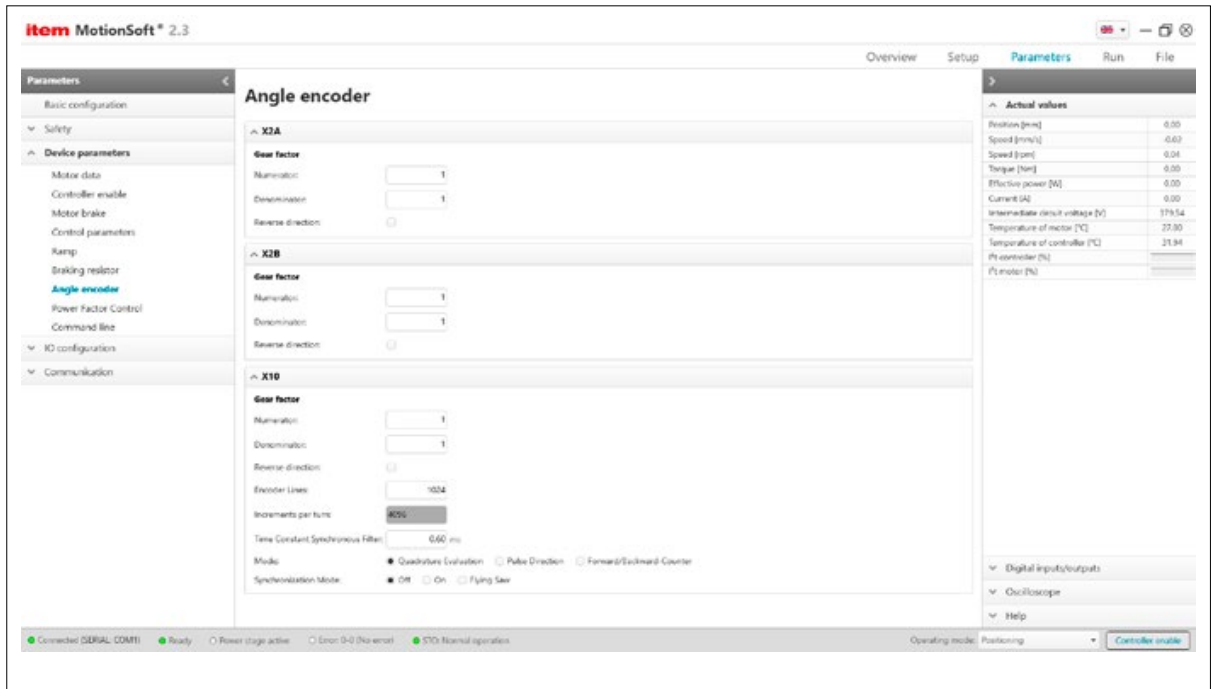 item MotionSoft® 2.3
Overview Setup Parameters Run File
Parameters
Basic configuration
Safety
Device parameters
Motor data
Controller enable
Motor brake
Control parameters
Ramp
Braking resistor
Angle encoder
Power Factor Control
Command line
IO configuration
Communication
Angle encoder
X2A
Gear factor
Numerator: 1
Denominator: 1
Reverse direction:
X2B
Gear factor
Numerator: 1
Denominator: 1
Reverse direction:
X10
Gear factor
Numerator: 1
Denominator: 1
Reverse direction:
Encoder Lines: 1024
Increments per turn: 4096
Time Constant Synchronous Filter: 0.60 ms
Mode: Quadrature Evaluation Pulse Direction Forward/Backward-Counter
Synchronization Mode: Off On Flying Saw
Actual values
Position [mm] 0.00
Speed [mm/s] -0.02
Speed [rpm] 0.04
Torque [Nm] 0.00
Effective power [W] 0.00
Current [A] 0.00
Intermediate circuit voltage [V] 379.54
Temperature of motor [°C] 27.00
Temperature of controller [°C] 31.94
I²t controller [%]
I²t motor [%]
Digital inputs/outputs
Oscilloscope
Help
Connected (SERIAL: COM1) Ready Power stage active Error: 0-0 (No error) STO: Normal operation Operating mode: Positioning Controller enable